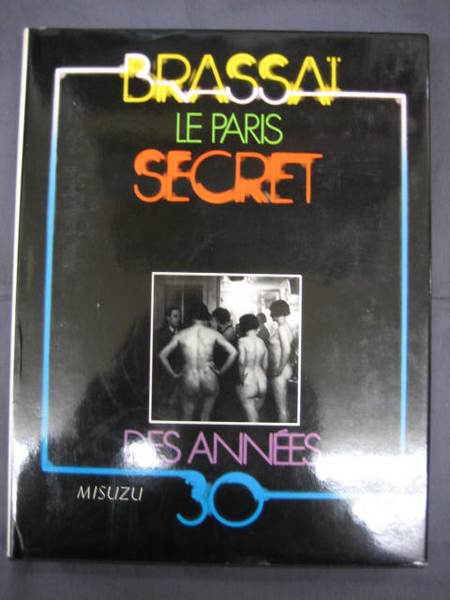 BRASSAÏ
LE PARIS
SECRET
DES ANNÉES
MISUZU
30